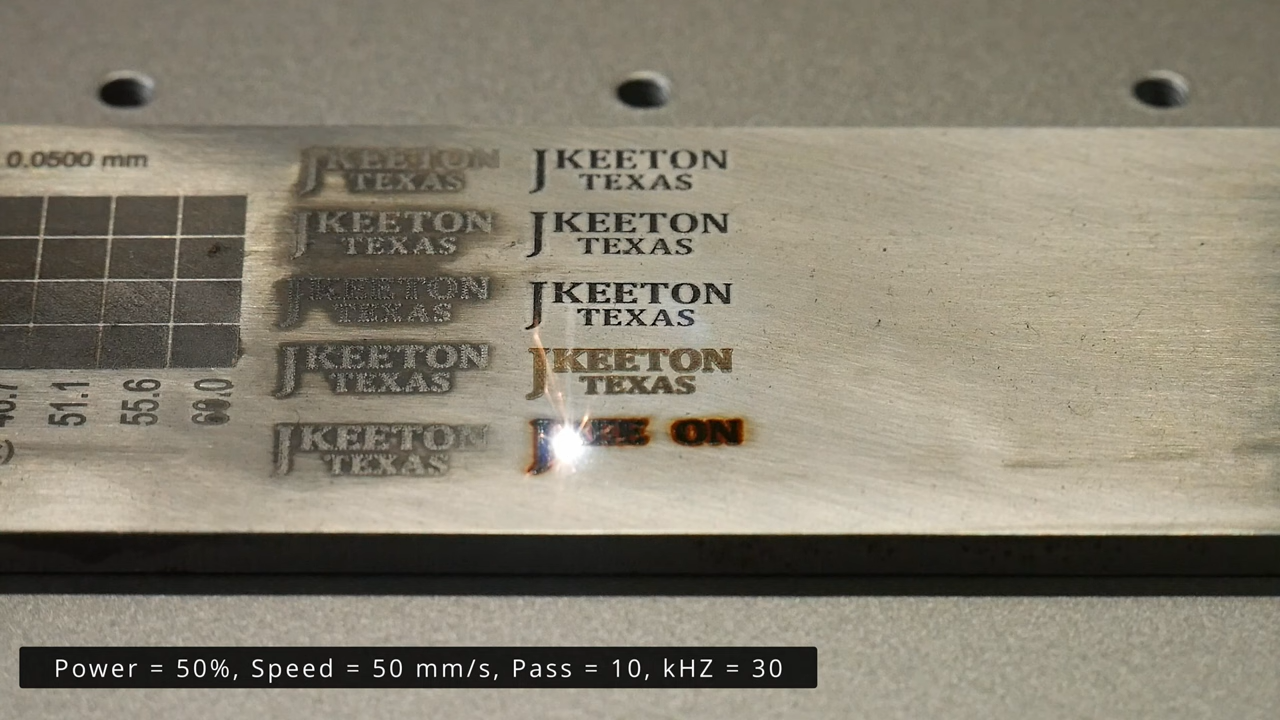 0.0500 mm
JKEETON
TEXAS
JKEETON
TEXAS
JKEETON
TEXAS
JKEETON
TEXAS
JKEETON
TEXAS
JKEETON
TEXAS
JKEETON
TEXAS
JKEETON
TEXAS
JKEETON
TEXAS
51.1
55.6
Power = 50%, Speed = 50 mm/s, Pass = 10, kHZ = 30